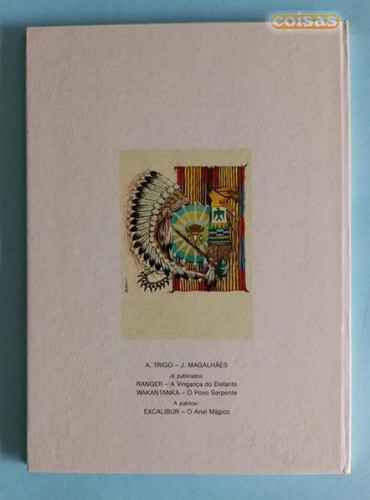 coisas
A. TRIGO – J. MAGALHÃES
Já publicados:
RANGER – A Vingança do Elefante
WAKANTANKA – O Povo Serpente
A publicar:
EXCALIBUR – O Anel Mágico